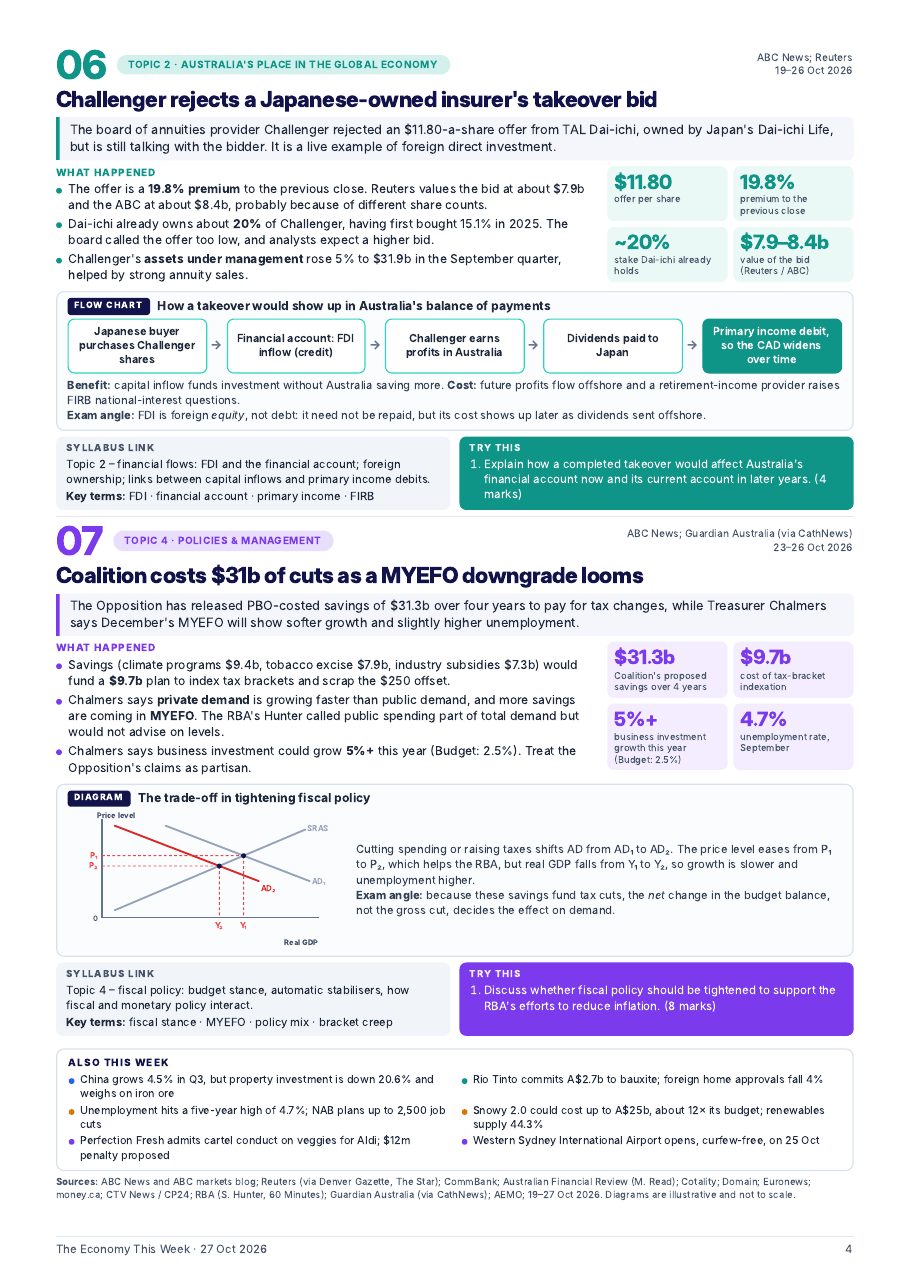 06
TOPIC 2 · AUSTRALIA'S PLACE IN THE GLOBAL ECONOMY
ABC News; Reuters
19–26 Oct 2026
Challenger rejects a Japanese-owned insurer's takeover bid
The board of annuities provider Challenger rejected an $11.80-a-share offer from TAL Dai-ichi, owned by Japan's Dai-ichi Life,
but is still talking with the bidder. It is a live example of foreign direct investment.
WHAT HAPPENED
• The offer is a 19.8% premium to the previous close. Reuters values the bid at about $7.9b
and the ABC at about $8.4b, probably because of different share counts.
• Dai-ichi already owns about 20% of Challenger, having first bought 15.1% in 2025. The
board called the offer too low, and analysts expect a higher bid.
• Challenger's assets under management rose 5% to $31.9b in the September quarter,
helped by strong annuity sales.
$11.80
offer per share
19.8%
premium to the
previous close
~20%
stake Dai-ichi already
holds
$7.9–8.4b
value of the bid
(Reuters / ABC)
FLOW CHART
How a takeover would show up in Australia's balance of payments
Japanese buyer
purchases Challenger
shares
→
Financial account: FDI
inflow (credit)
→
Challenger earns
profits in Australia
→
Dividends paid to
Japan
→
Primary income debit,
so the CAD widens
over time
Benefit: capital inflow funds investment without Australia saving more. Cost: future profits flow offshore and a retirement-income provider raises
FIRB national-interest questions.
Exam angle: FDI is foreign equity, not debt: it need not be repaid, but its cost shows up later as dividends sent offshore.
SYLLABUS LINK
Topic 2 – financial flows: FDI and the financial account; foreign
ownership; links between capital inflows and primary income debits.
Key terms: FDI · financial account · primary income · FIRB
TRY THIS
1. Explain how a completed takeover would affect Australia's
financial account now and its current account in later years. (4
marks)
07
TOPIC 4 · POLICIES & MANAGEMENT
ABC News; Guardian Australia (via CathNews)
23–26 Oct 2026
Coalition costs $31b of cuts as a MYEFO downgrade looms
The Opposition has released PBO-costed savings of $31.3b over four years to pay for tax changes, while Treasurer Chalmers
says December's MYEFO will show softer growth and slightly higher unemployment.
WHAT HAPPENED
• Savings (climate programs $9.4b, tobacco excise $7.9b, industry subsidies $7.3b) would
fund a $9.7b plan to index tax brackets and scrap the $250 offset.
• Chalmers says private demand is growing faster than public demand, and more savings
are coming in MYEFO. The RBA's Hunter called public spending part of total demand but
would not advise on levels.
• Chalmers says business investment could grow 5%+ this year (Budget: 2.5%). Treat the
Opposition's claims as partisan.
$31.3b
Coalition's proposed
savings over 4 years
$9.7b
cost of tax-bracket
indexation
5%+
business investment
growth this year
(Budget: 2.5%)
4.7%
unemployment rate,
September
DIAGRAM
The trade-off in tightening fiscal policy
Price level
SRAS
P₁
P₂
AD₁
AD₂
0
Y₂
Y₁
Real GDP
Cutting spending or raising taxes shifts AD from AD₁ to AD₂. The price level eases from P₁
to P₂, which helps the RBA, but real GDP falls from Y₁ to Y₂, so growth is slower and
unemployment higher.
Exam angle: because these savings fund tax cuts, the net change in the budget balance,
not the gross cut, decides the effect on demand.
SYLLABUS LINK
Topic 4 – fiscal policy: budget stance, automatic stabilisers, how
fiscal and monetary policy interact.
Key terms: fiscal stance · MYEFO · policy mix · bracket creep
TRY THIS
1. Discuss whether fiscal policy should be tightened to support the
RBA's efforts to reduce inflation. (8 marks)
ALSO THIS WEEK
• China grows 4.5% in Q3, but property investment is down 20.6% and
weighs on iron ore
• Rio Tinto commits A$2.7b to bauxite; foreign home approvals fall 4%
• Unemployment hits a five-year high of 4.7%; NAB plans up to 2,500 job
cuts
• Snowy 2.0 could cost up to A$25b, about 12× its budget; renewables
supply 44.3%
• Perfection Fresh admits cartel conduct on veggies for Aldi; $12m
penalty proposed
• Western Sydney International Airport opens, curfew-free, on 25 Oct
Sources: ABC News and ABC markets blog; Reuters (via Denver Gazette, The Star); CommBank; Australian Financial Review (M. Read); Cotality; Domain; Euronews;
money.ca; CTV News / CP24; RBA (S. Hunter, 60 Minutes); Guardian Australia (via CathNews); AEMO; 19–27 Oct 2026. Diagrams are illustrative and not to scale.
The Economy This Week · 27 Oct 2026
4